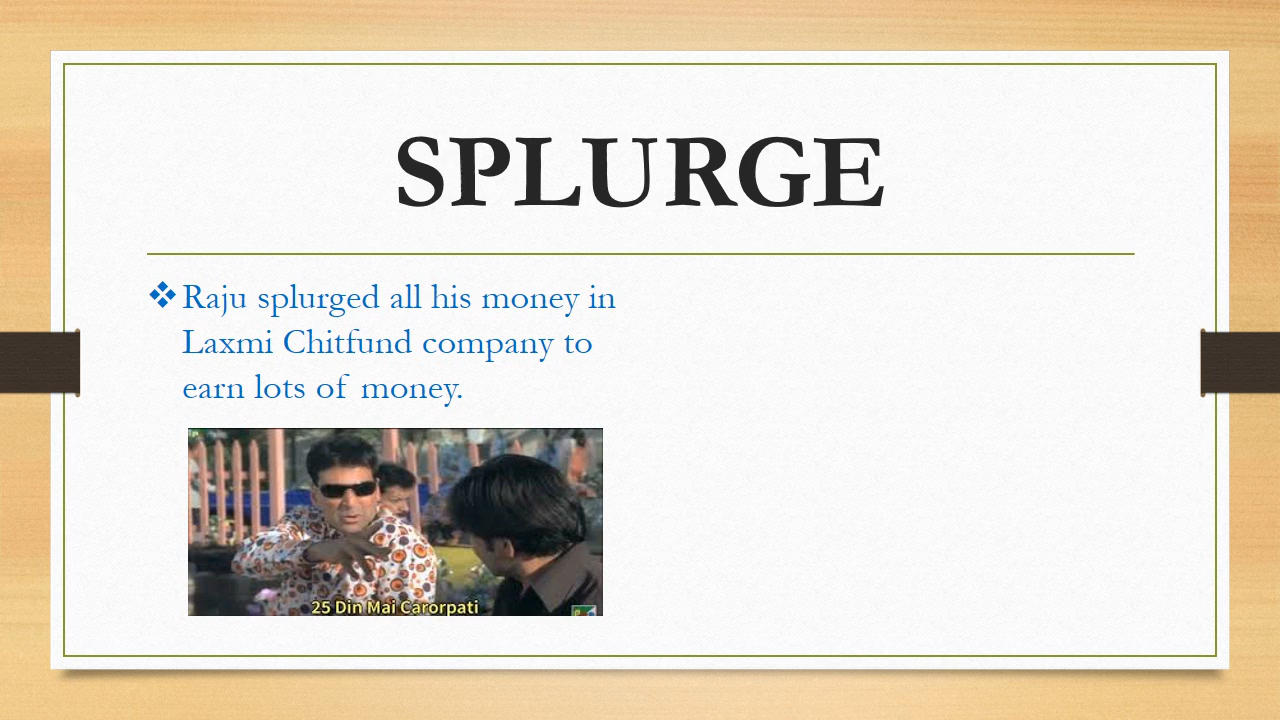 SPLURGE
Raju splurged all his money in
Laxmi Chitfund company to
earn lots of money.
25 Din Mai Carorpati